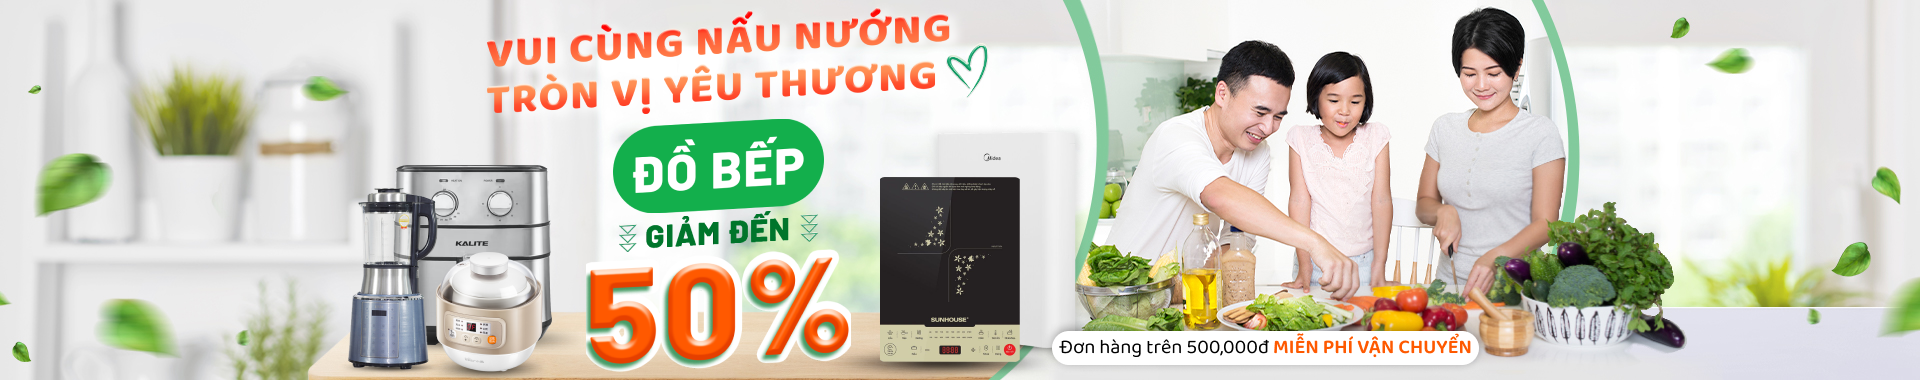 VUI CÙNG NẤU NƯỚNG
TRÒN VỊ YÊU THƯƠNG
ĐỒ BẾP
GIẢM ĐẾN
50%
KALITE
Midea
SUNHOUSE
Đơn hàng trên 500,000đ MIỄN PHÍ VẬN CHUYỂN